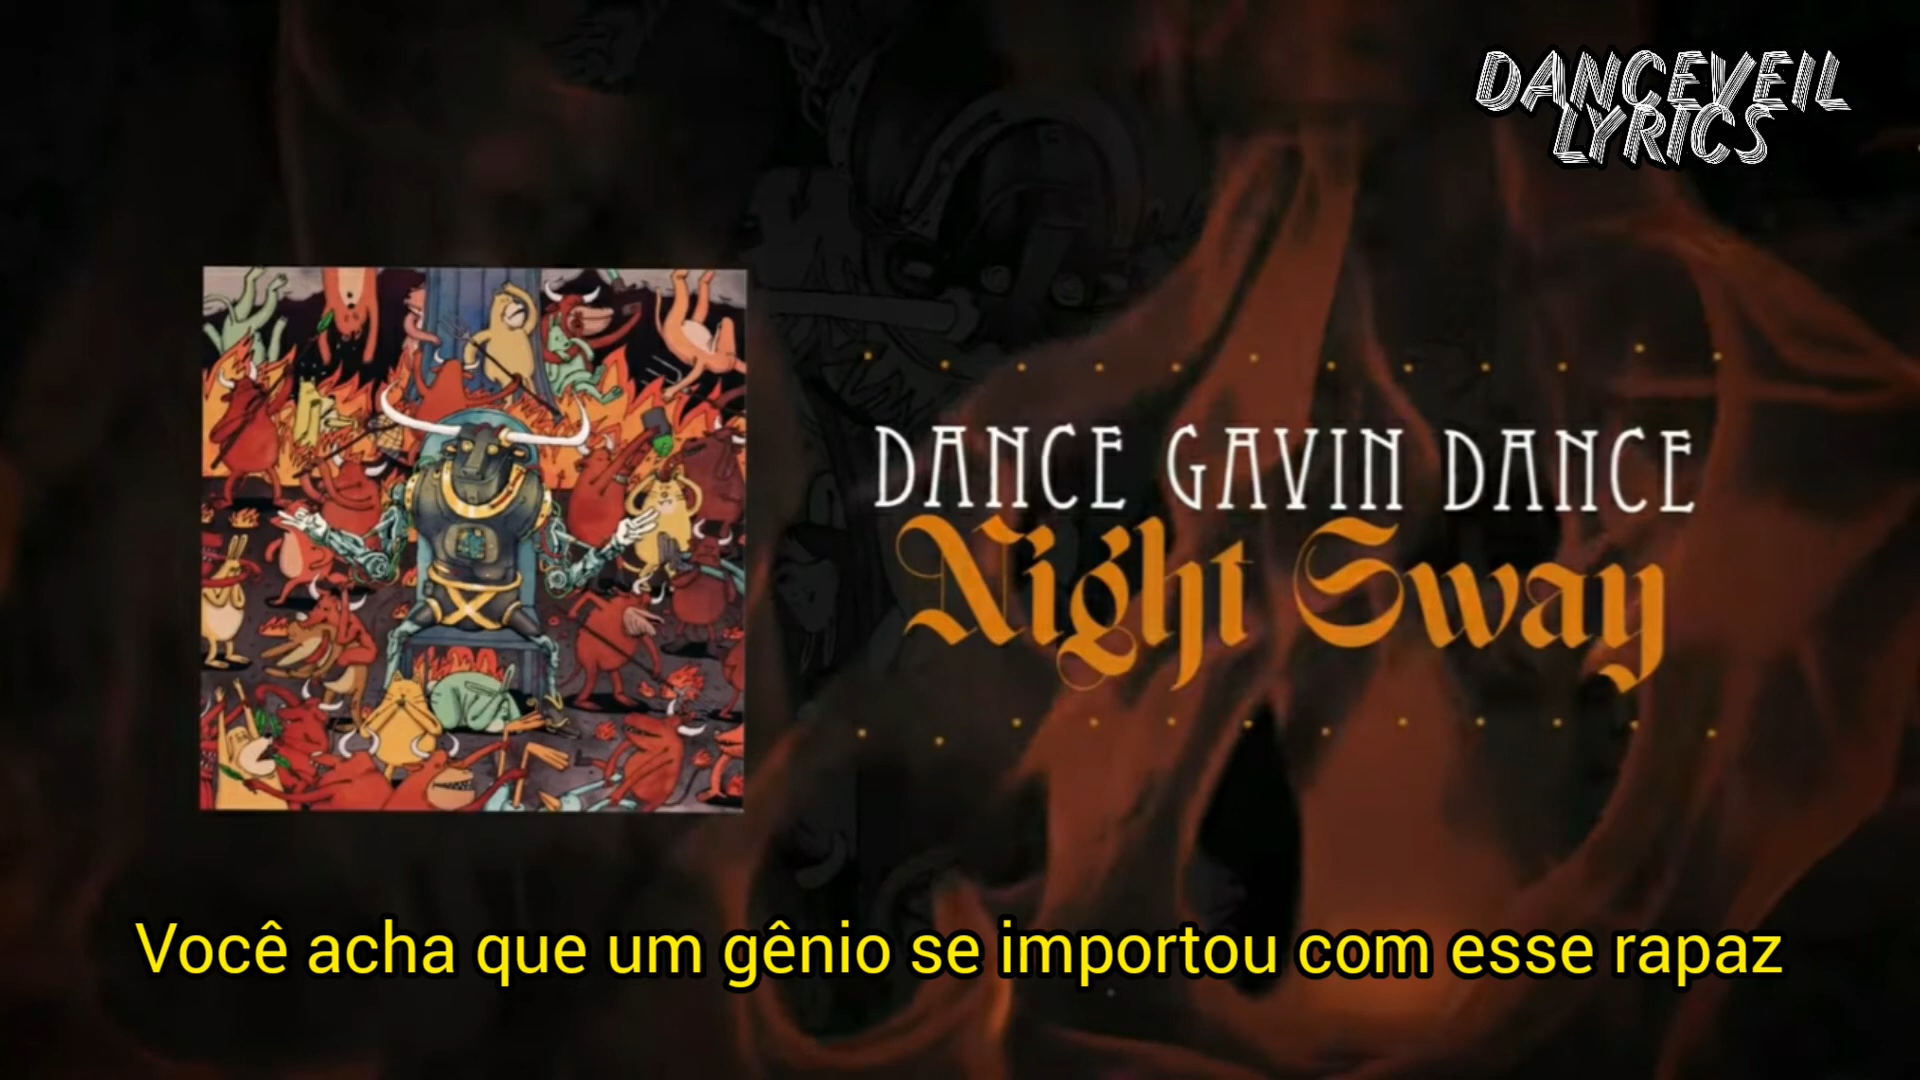 DANCEVEIL
LYRICS
DANCE GAVIN DANCE
Night Sway
Você acha que um gênio se importou com esse rapaz